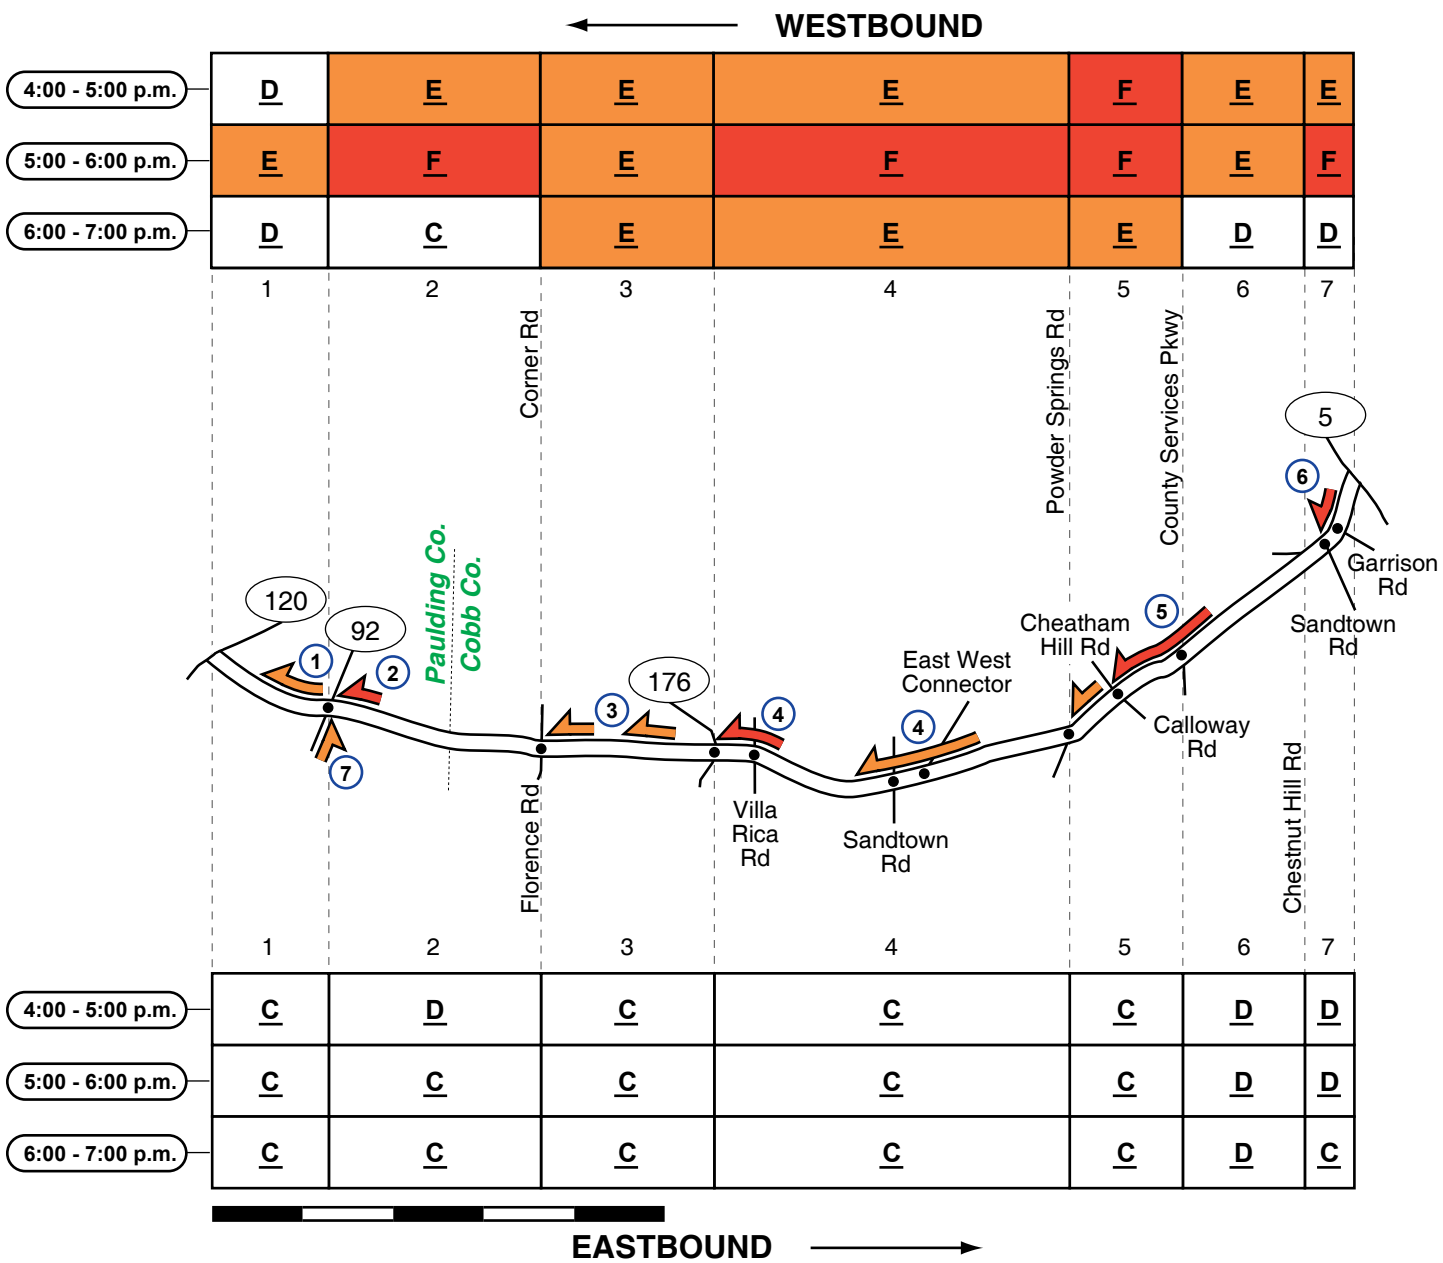 WESTBOUND
4:00 - 5:00 p.m. D E E E F E E
5:00 - 6:00 p.m. E F E F F E F
6:00 - 7:00 p.m. D C E E E D D
1 2 3 4 5 6 7
Corner Rd
Powder Springs Rd
County Services Pkwy
5
6
Garrison
Rd
Sandtown
Rd
Paulding Co.
Cobb Co.
120
92
1
2
7
176
3
4
4
East West
Connector
Cheatham
Hill Rd
5
Calloway
Rd
Villa
Rica
Rd
Sandtown
Rd
Florence Rd
Chestnut Hill Rd
1 2 3 4 5 6 7
4:00 - 5:00 p.m. C D C C C D D
5:00 - 6:00 p.m. C C C C C D D
6:00 - 7:00 p.m. C C C C C D C
EASTBOUND